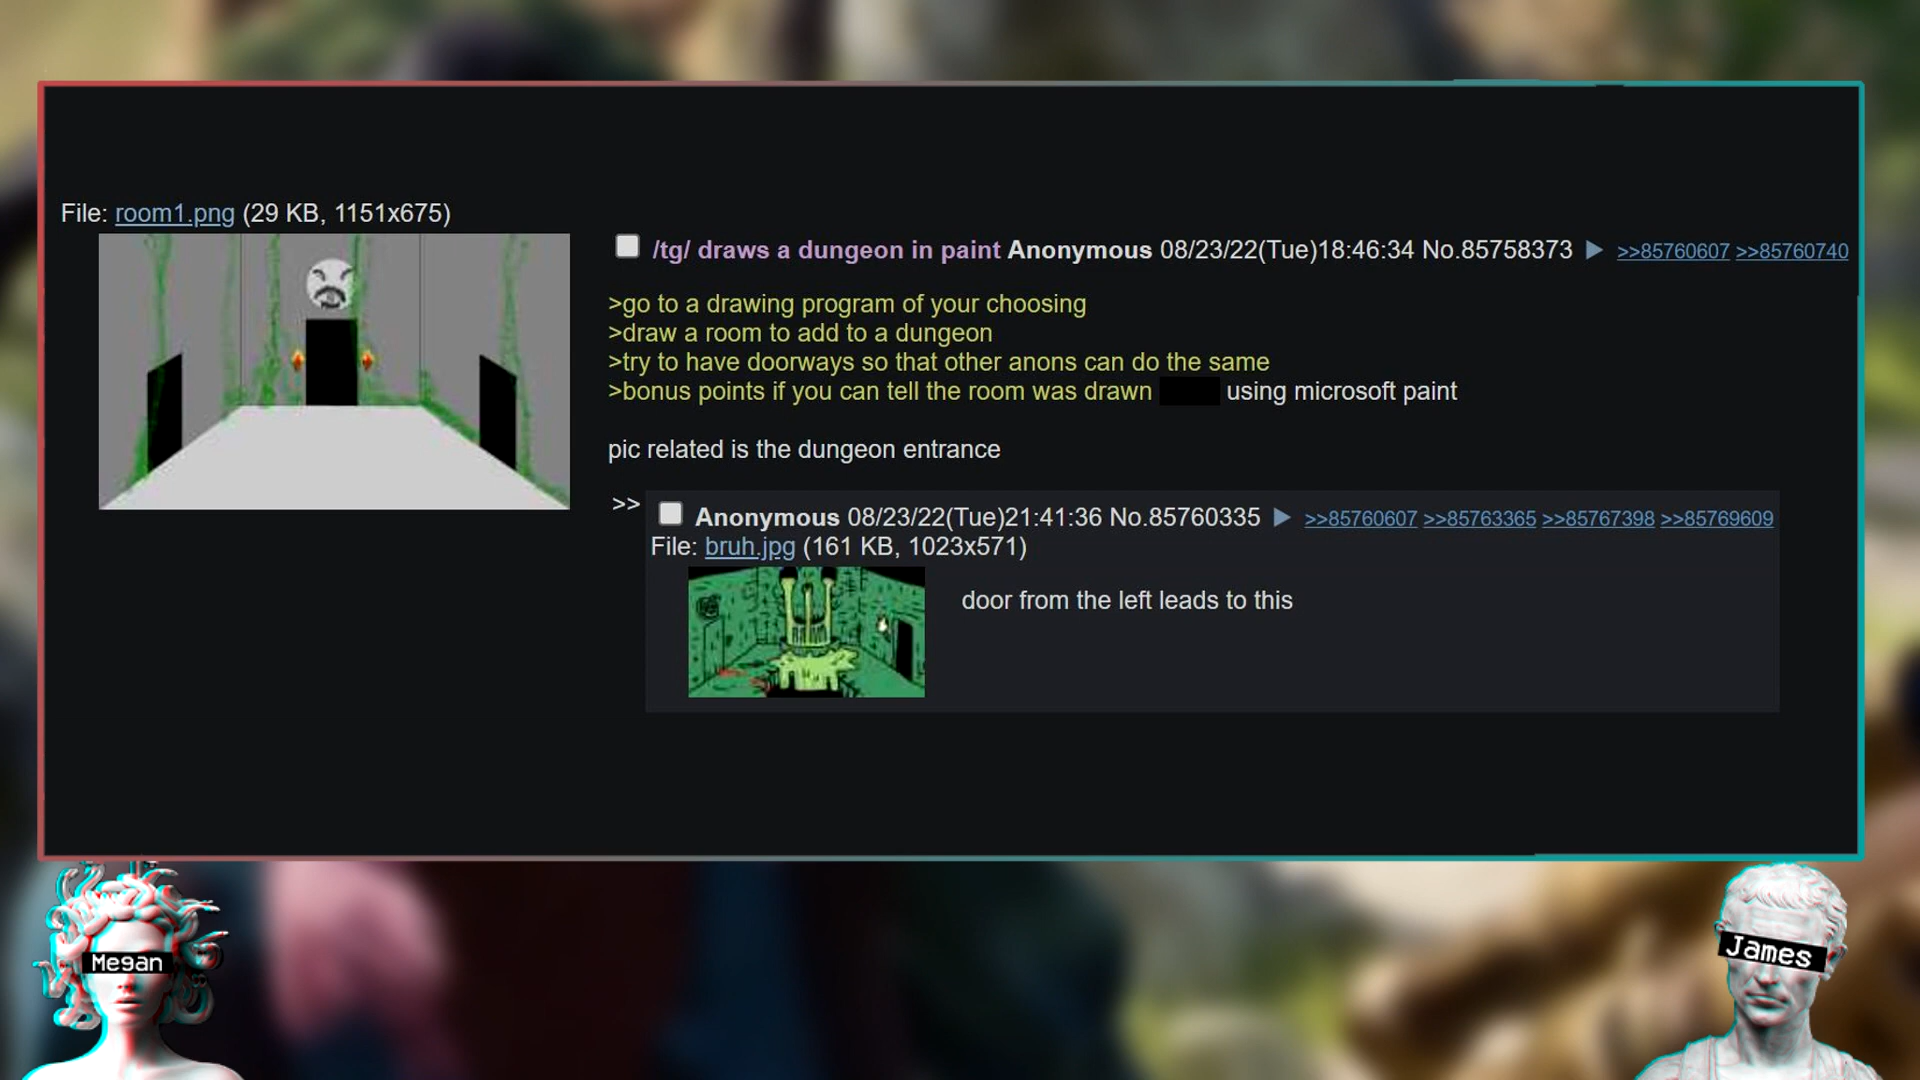 File: room1.png (29 KB, 1151x675)
/tg/ draws a dungeon in paint Anonymous 08/23/22(Tue)18:46:34 No.85758373 ▶ >>85760607 >>85760740
>go to a drawing program of your choosing
>draw a room to add to a dungeon
>try to have doorways so that other anons can do the same
>bonus points if you can tell the room was drawn using microsoft paint
pic related is the dungeon entrance
>> Anonymous 08/23/22(Tue)21:41:36 No.85760335 ▶ >>85760607 >>85763365 >>85767398 >>85769609
File: bruh.jpg (161 KB, 1023x571)
door from the left leads to this
Megan
James